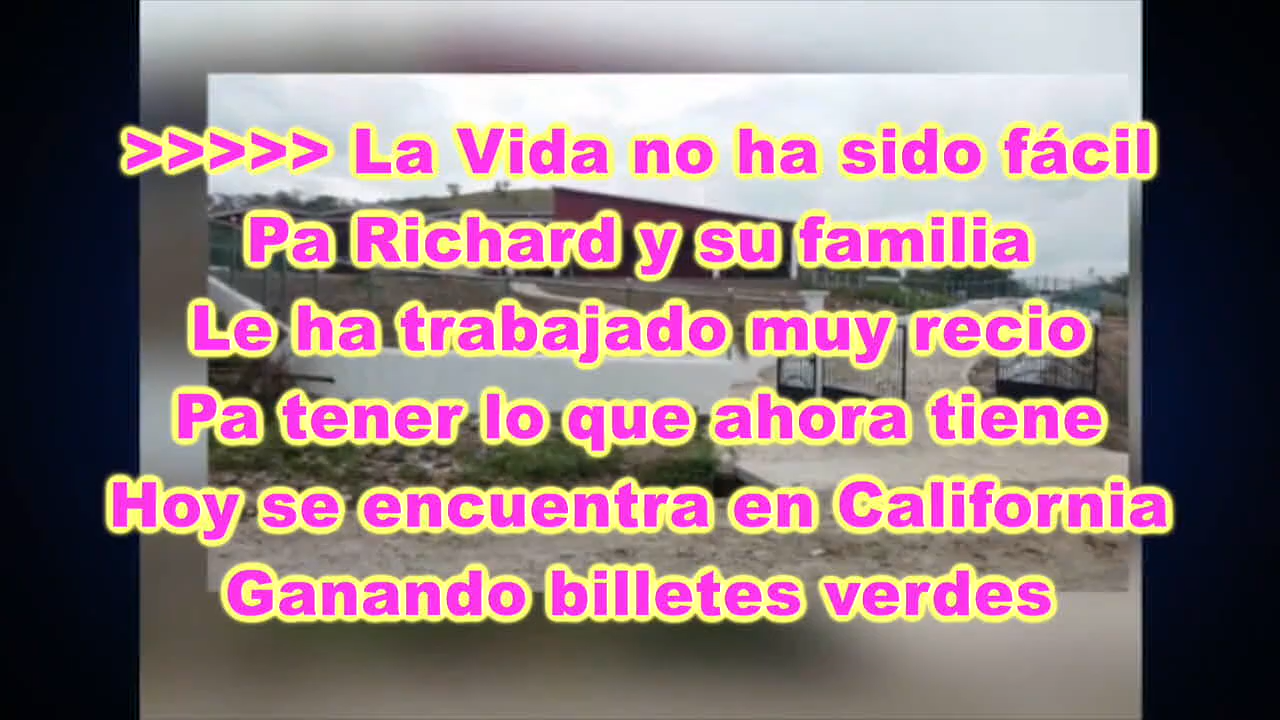 >>>>> La Vida no ha sido fácil
Pa Richard y su familia
Le ha trabajado muy recio
Pa tener lo que ahora tiene
Hoy se encuentra en California
Ganando billetes verdes